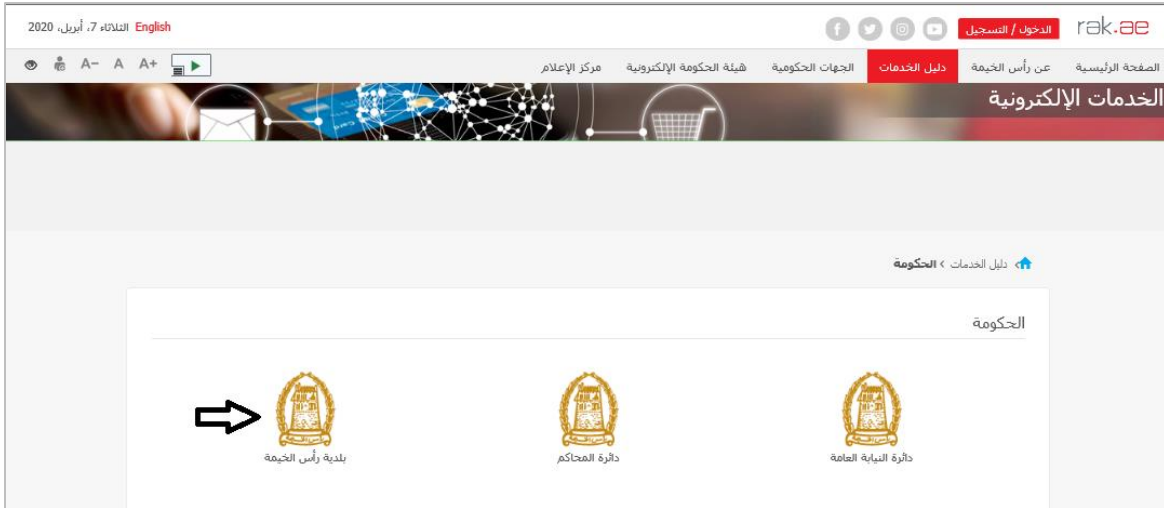 rak.ae
الدخول / التسجيل
English الثلاثاء 7، أبريل، 2020
الصفحة الرئيسية
عن رأس الخيمة
دليل الخدمات
الجهات الحكومية
هيئة الحكومة الإلكترونية
مركز الإعلام
A+ A A-
الخدمات الإلكترونية
دليل الخدمات › الحكومة
الحكومة
دائرة النيابة العامة
دائرة المحاكم
بلدية رأس الخيمة